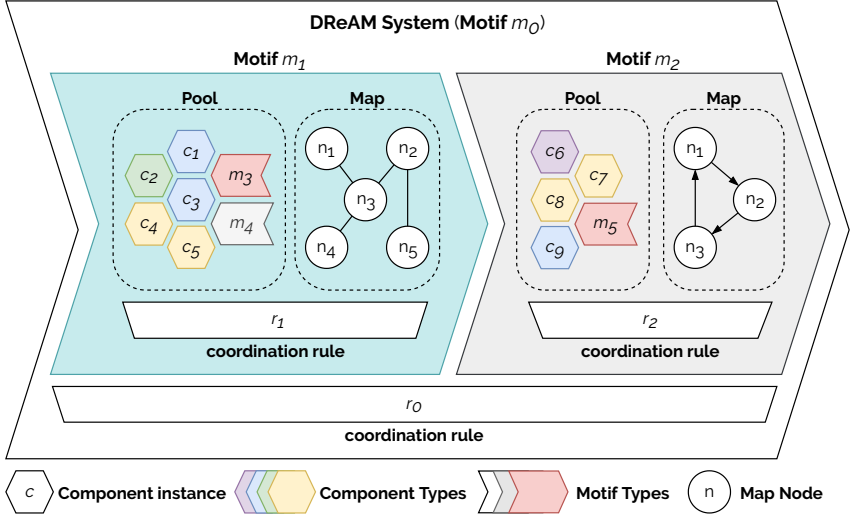 DReAM System (Motif m0)
Motif m1
Motif m2
Pool
Map
Pool
Map
c1
c2
m3
c3
c4
m4
c5
n1
n2
n3
n4
n5
c6
c7
c8
m5
c9
n1
n2
n3
r1
coordination rule
r2
coordination rule
r0
coordination rule
c
Component instance
Component Types
Motif Types
n
Map Node